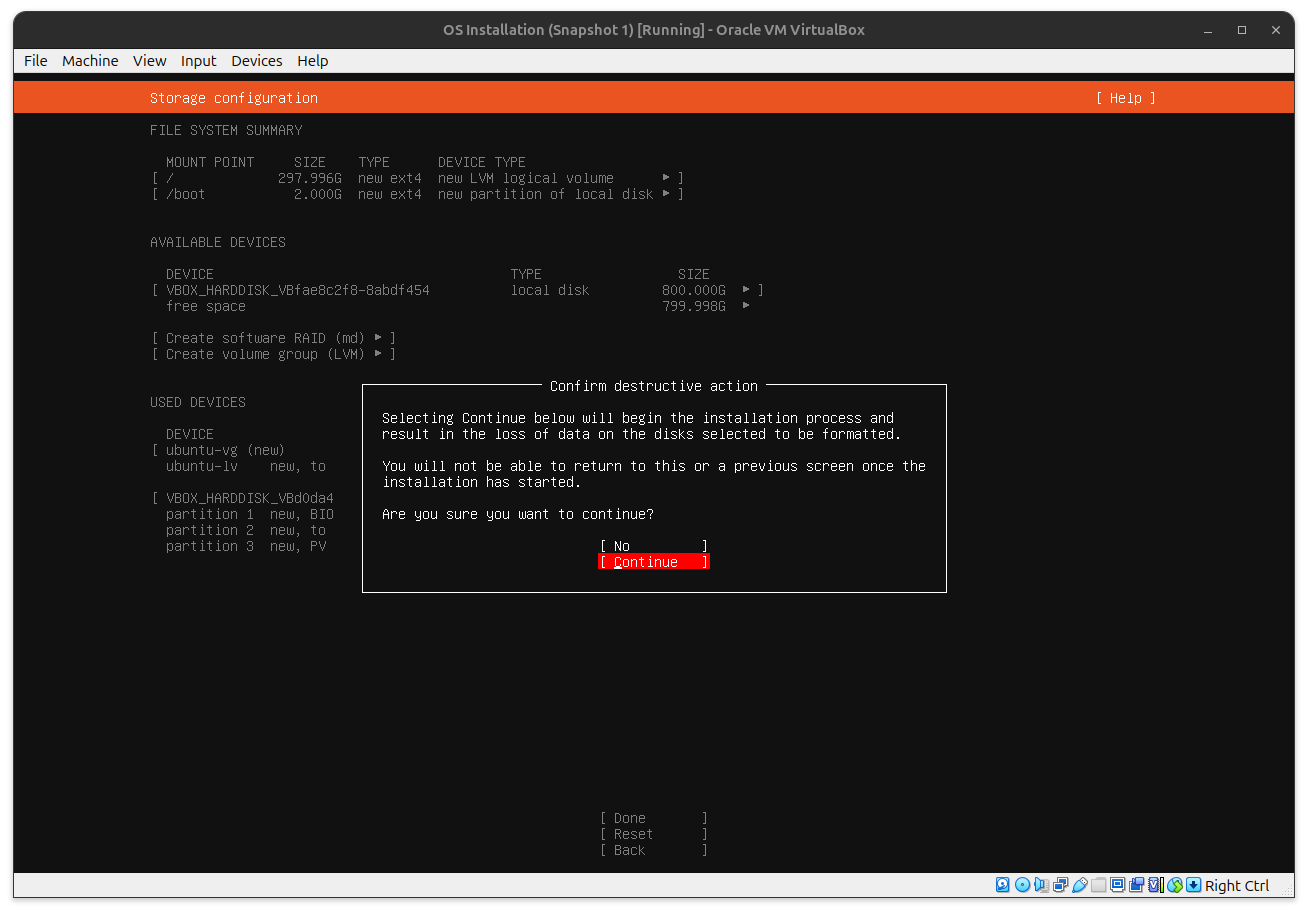 OS Installation (Snapshot 1) [Running] - Oracle VM VirtualBox
File Machine View Input Devices Help
Storage configuration [ Help ]
FILE SYSTEM SUMMARY
MOUNT POINT SIZE TYPE DEVICE TYPE
[ / 297.996G new ext4 new LVM logical volume ▸ ]
[ /boot 2.000G new ext4 new partition of local disk ▸ ]
AVAILABLE DEVICES
DEVICE TYPE SIZE
[ VBOX_HARDDISK_VBfae8c2f8-8abdf454 local disk 800.000G ▸ ]
free space 799.998G ▸
[ Create software RAID (md) ▸ ]
[ Create volume group (LVM) ▸ ]
USED DEVICES
DEVICE
[ ubuntu-vg (new)
ubuntu-lv new, to
[ VBOX_HARDDISK_VBd0da4
partition 1 new, BIO
partition 2 new, to
partition 3 new, PV
Confirm destructive action
Selecting Continue below will begin the installation process and
result in the loss of data on the disks selected to be formatted.
You will not be able to return to this or a previous screen once the
installation has started.
Are you sure you want to continue?
[ No ]
[ Continue ]
[ Done ]
[ Reset ]
[ Back ]
Right Ctrl